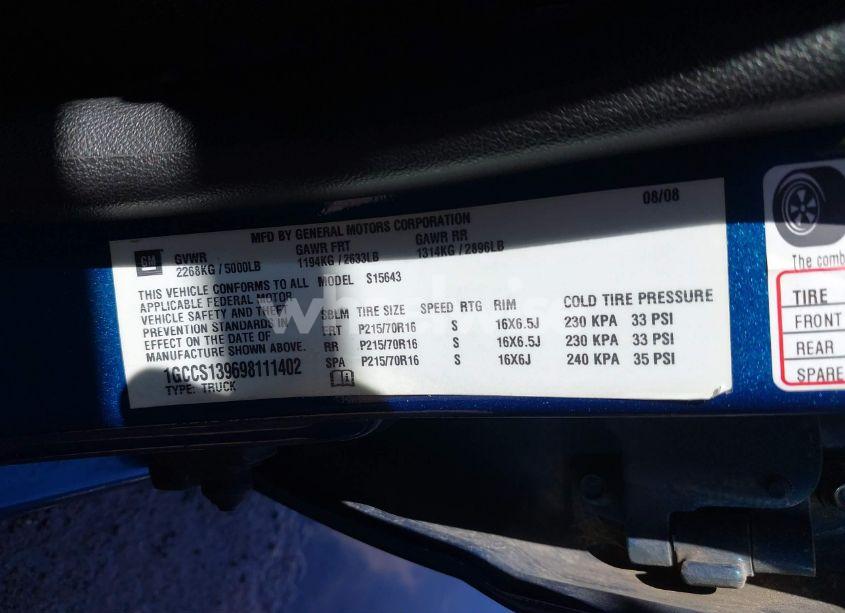 MFD BY GENERAL MOTORS CORPORATION
08/08
GM
GVWR GAWR FRT GAWR RR
2268KG / 5000LB 1194KG / 2633LB 1314KG / 2896LB
THIS VEHICLE CONFORMS TO ALL
APPLICABLE FEDERAL MOTOR
VEHICLE SAFETY AND THEFT
PREVENTION STANDARDS IN
EFFECT ON THE DATE OF
MANUFACTURE SHOWN ABOVE.
1GCCS139698111402
TYPE: TRUCK
MODEL S15643
SBLM TIRE SIZE SPEED RTG RIM COLD TIRE PRESSURE
FRT P215/70R16 S 16X6.5J 230 KPA 33 PSI
RR P215/70R16 S 16X6.5J 230 KPA 33 PSI
SPA P215/70R16 S 16X6J 240 KPA 35 PSI
The comb
TIRE
FRONT
REAR
SPARE